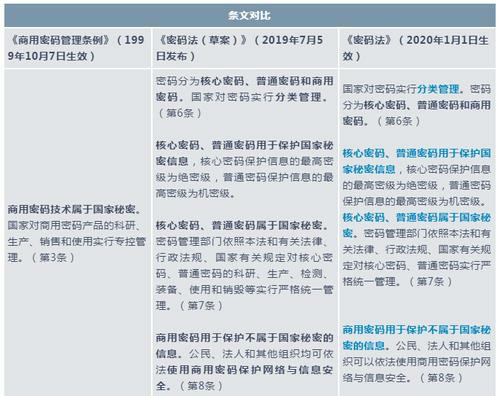 条文对比
《商用密码管理条例》（199
9年10月7日生效）
《密码法（草案）》（2019年7月5
日发布）
《密码法》（2020年1月1日生
效）
商用密码技术属于国家秘密。
国家对商用密码产品的科研、
生产、销售和使用实行专控管
理。（第3条）
密码分为核心密码、普通密码和商用
密码。国家对密码实行分类管理。
（第6条）
核心密码、普通密码用于保护国家秘
密信息，核心密码保护信息的最高密
级为绝密级，普通密码保护信息的最
高密级为机密级。
核心密码、普通密码属于国家秘密。
密码管理部门依照本法和有关法律、
行政法规、国家有关规定对核心密
码、普通密码的科研、生产、检测、
装备、使用和销毁等实行严格统一管
理。（第7条）
商用密码用于保护不属于国家秘密的
信息。公民、法人和其他组织均可依
法使用商用密码保护网络与信息安
全。（第8条）
国家对密码实行分类管理。密码
分为核心密码、普通密码和商用
密码。（第6条）
核心密码、普通密码用于保护国
家秘密信息，核心密码保护信息
的最高密级为绝密级，普通密码
保护信息的最高密级为机密级。
核心密码、普通密码属于国家秘
密。密码管理部门依照本法和有
关法律、行政法规、国家有关规
定对核心密码、普通密码实行严
格统一管理。（第7条）
商用密码用于保护不属于国家秘密
的信息。公民、法人和其他组织
可以依法使用商用密码保护网络
与信息安全。（第8条）